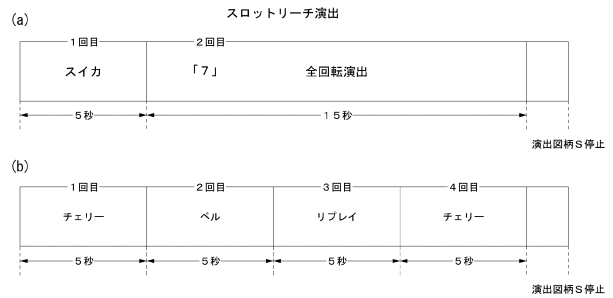 スロットリーチ演出
(a)
1回目 2回目
スイカ 「7」 全回転演出
5秒 15秒
演出図柄S停止
(b)
1回目 2回目 3回目 4回目
チェリー ベル リプレイ チェリー
5秒 5秒 5秒 5秒
演出図柄S停止